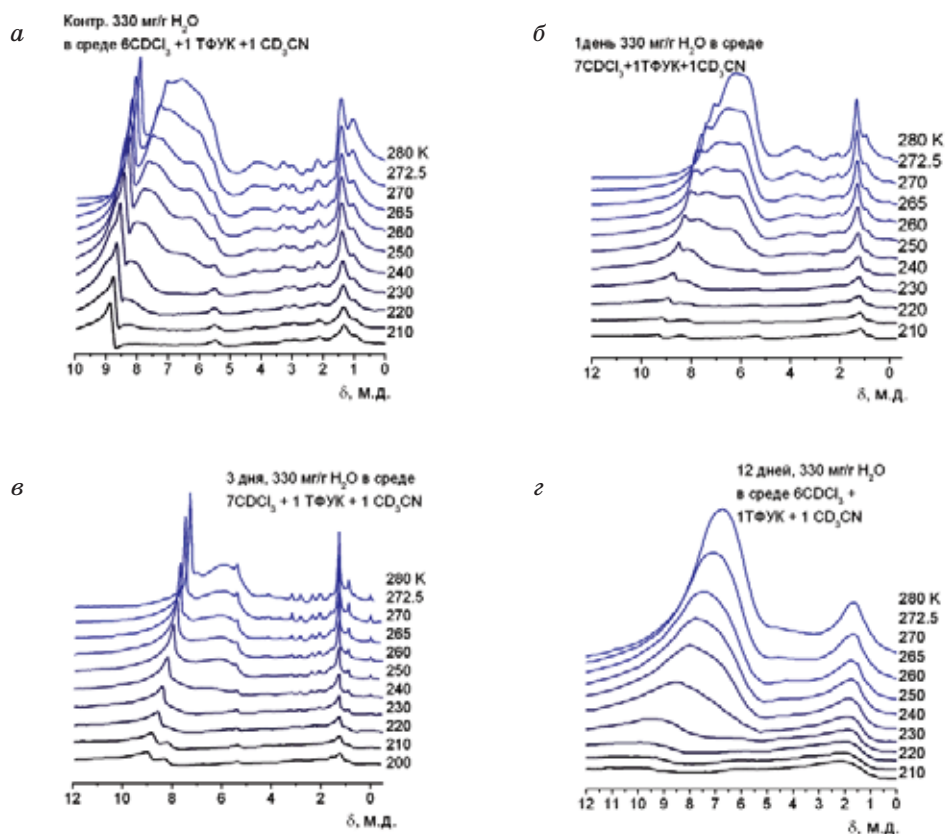 а
Контр. 330 мг/г H₂O
в среде 6CDCl₃ +1 ТФУК +1 CD₃CN
280 K
272.5
270
265
260
250
240
230
220
210
10 9 8 7 6 5 4 3 2 1 0
δ, м.д.
б
1день 330 мг/г H₂O в среде
7CDCl₃+1ТФУК+1CD₃CN
280 K
272.5
270
265
260
250
240
230
220
210
12 10 8 6 4 2 0
δ, м.д.
в
3 дня, 330 мг/г H₂O в среде
7CDCl₃ + 1 ТФУК + 1 CD₃CN
280 K
272.5
270
265
260
250
240
230
220
210
200
12 10 8 6 4 2 0
δ, м.д.
г
12 дней, 330 мг/г H₂O
в среде 6CDCl₃ +
1ТФУК + 1 CD₃CN
280 K
272.5
270
265
260
250
240
230
220
210
12 11 10 9 8 7 6 5 4 3 2 1 0
δ, м.д.